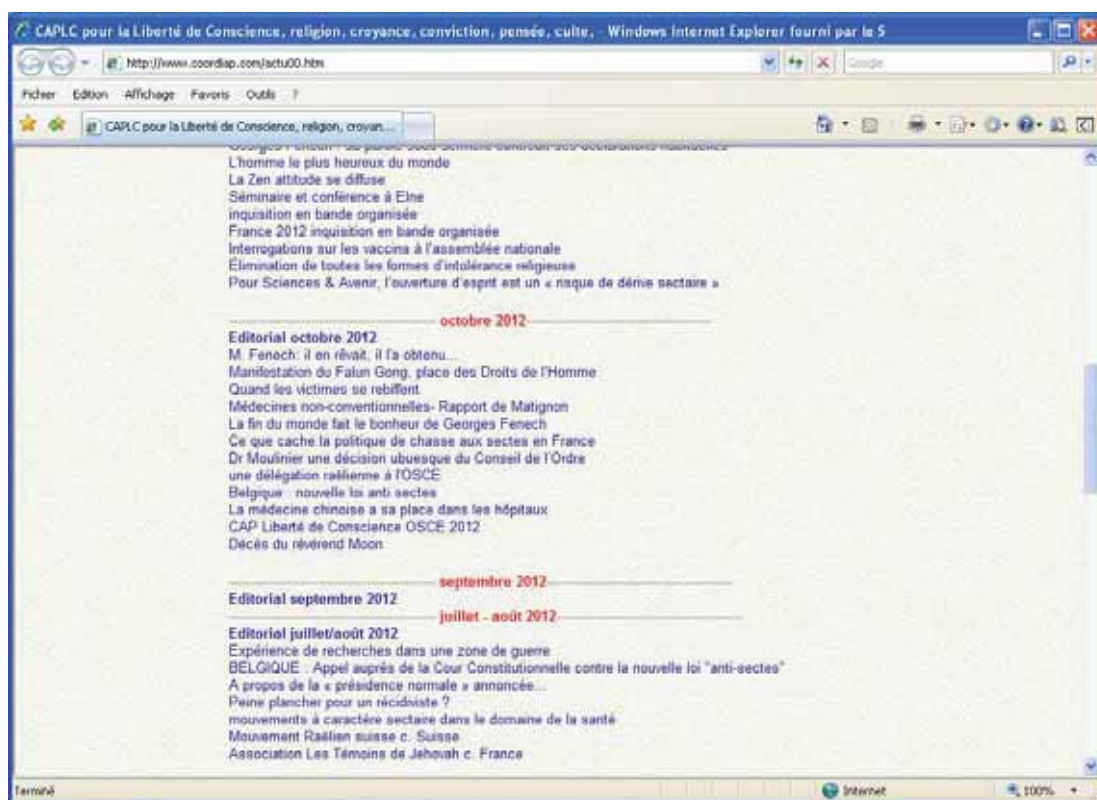 CAPLC pour la Liberté de Conscience, religion, croyance, conviction, pensée, culte, - Windows Internet Explorer fourni par le S
http://www.coordiap.com/actu00.htm
Google
Fichier Edition Affichage Favoris Outils ?
CAPLC pour la Liberté de Conscience, religion, croyan...
Georges Fenech : sa parole sous serment contredit ses déclarations habituelles
L'homme le plus heureux du monde
La Zen attitude se diffuse
Séminaire et conférence à Elne
inquisition en bande organisée
France 2012 inquisition en bande organisée
Interrogations sur les vaccins à l'assemblée nationale
Élimination de toutes les formes d'intolérance religieuse
Pour Sciences & Avenir, l'ouverture d'esprit est un « risque de dérive sectaire »
octobre 2012
Editorial octobre 2012
M. Fenech: il en rêvait, il l'a obtenu...
Manifestation du Falun Gong, place des Droits de l'Homme
Quand les victimes se rebiffent
Médecines non-conventionnelles- Rapport de Matignon
La fin du monde fait le bonheur de Georges Fenech
Ce que cache la politique de chasse aux sectes en France
Dr Moulinier une décision ubuesque du Conseil de l'Ordre
une délégation raëlienne à l'OSCE
Belgique : nouvelle loi anti sectes
La médecine chinoise a sa place dans les hôpitaux
CAP Liberté de Conscience OSCE 2012
Décès du révérend Moon
septembre 2012
Editorial septembre 2012
juillet - août 2012
Editorial juillet/août 2012
Expérience de recherches dans une zone de guerre
BELGIQUE : Appel auprès de la Cour Constitutionnelle contre la nouvelle loi "anti-sectes"
A propos de la « présidence normale » annoncée...
Peine plancher pour un récidiviste ?
mouvements à caractère sectaire dans le domaine de la santé
Mouvement Raëlien suisse c. Suisse
Association Les Témoins de Jehovah c. France
Terminé Internet 100%